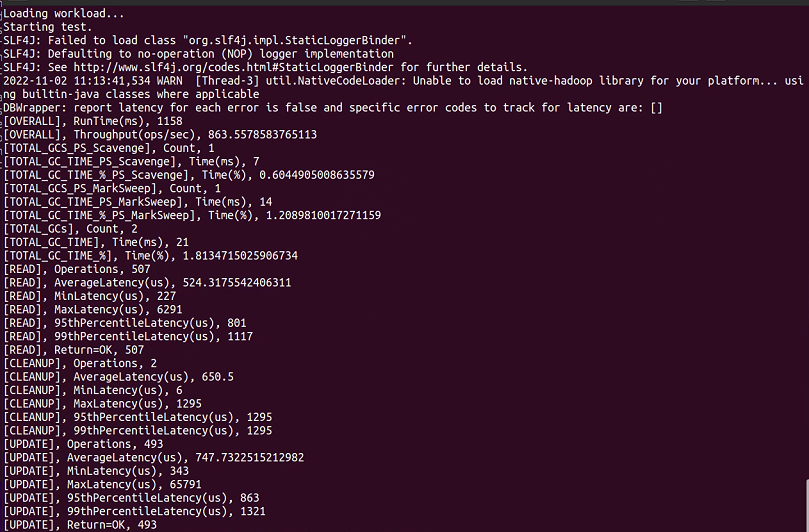 Loading workload...
Starting test.
SLF4J: Failed to load class "org.slf4j.impl.StaticLoggerBinder".
SLF4J: Defaulting to no-operation (NOP) logger implementation
SLF4J: See http://www.slf4j.org/codes.html#StaticLoggerBinder for further details.
2022-11-02 11:13:41,534 WARN  [Thread-3] util.NativeCodeLoader: Unable to load native-hadoop library for your platform... usi
ng builtin-java classes where applicable
DBWrapper: report latency for each error is false and specific error codes to track for latency are: []
[OVERALL], RunTime(ms), 1158
[OVERALL], Throughput(ops/sec), 863.5578583765113
[TOTAL_GCS_PS_Scavenge], Count, 1
[TOTAL_GC_TIME_PS_Scavenge], Time(ms), 7
[TOTAL_GC_TIME_%_PS_Scavenge], Time(%), 0.6044905008635579
[TOTAL_GCS_PS_MarkSweep], Count, 1
[TOTAL_GC_TIME_PS_MarkSweep], Time(ms), 14
[TOTAL_GC_TIME_%_PS_MarkSweep], Time(%), 1.2089810017271159
[TOTAL_GCs], Count, 2
[TOTAL_GC_TIME], Time(ms), 21
[TOTAL_GC_TIME_%], Time(%), 1.8134715025906734
[READ], Operations, 507
[READ], AverageLatency(us), 524.3175542406311
[READ], MinLatency(us), 227
[READ], MaxLatency(us), 6291
[READ], 95thPercentileLatency(us), 801
[READ], 99thPercentileLatency(us), 1117
[READ], Return=OK, 507
[CLEANUP], Operations, 2
[CLEANUP], AverageLatency(us), 650.5
[CLEANUP], MinLatency(us), 6
[CLEANUP], MaxLatency(us), 1295
[CLEANUP], 95thPercentileLatency(us), 1295
[CLEANUP], 99thPercentileLatency(us), 1295
[UPDATE], Operations, 493
[UPDATE], AverageLatency(us), 747.7322515212982
[UPDATE], MinLatency(us), 343
[UPDATE], MaxLatency(us), 65791
[UPDATE], 95thPercentileLatency(us), 863
[UPDATE], 99thPercentileLatency(us), 1321
[UPDATE], Return=OK, 493